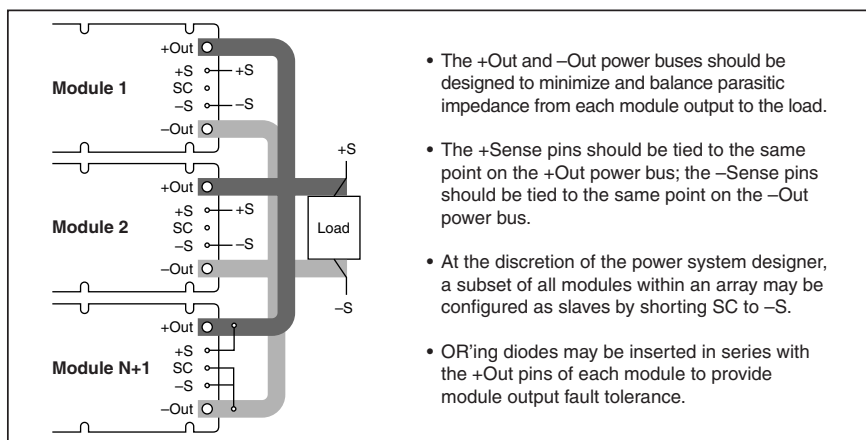 +Out
+S
+S
Module 1
SC
–S
–S
–Out
+S
+Out
+S
+S
Module 2
SC
Load
–S
–S
–Out
–S
+Out
+S
Module N+1
SC
–S
–Out
• The +Out and –Out power buses should be
designed to minimize and balance parasitic
impedance from each module output to the load.
• The +Sense pins should be tied to the same
point on the +Out power bus; the –Sense pins
should be tied to the same point on the –Out
power bus.
• At the discretion of the power system designer,
a subset of all modules within an array may be
configured as slaves by shorting SC to –S.
• OR'ing diodes may be inserted in series with
the +Out pins of each module to provide
module output fault tolerance.